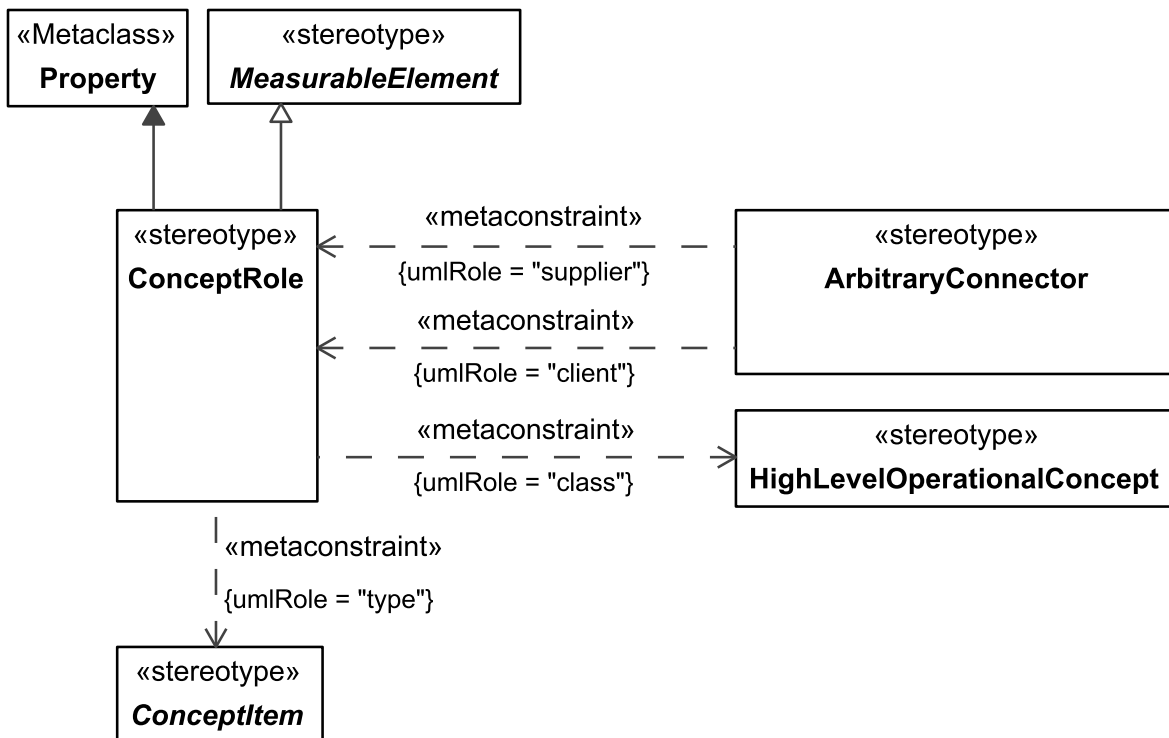 «Metaclass»
Property
«stereotype»
MeasurableElement
«stereotype»
ConceptRole
«metaconstraint»
{umlRole = "supplier"}
«stereotype»
ArbitraryConnector
«metaconstraint»
{umlRole = "client"}
«metaconstraint»
{umlRole = "class"}
«stereotype»
HighLevelOperationalConcept
«metaconstraint»
{umlRole = "type"}
«stereotype»
ConceptItem